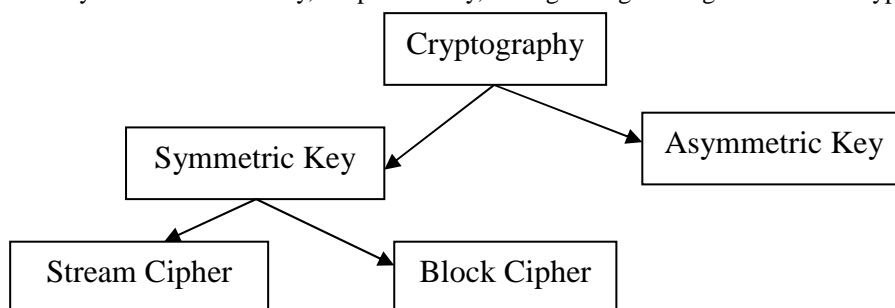 Cryptography
Asymmetric Key
Symmetric Key
Stream Cipher
Block Cipher